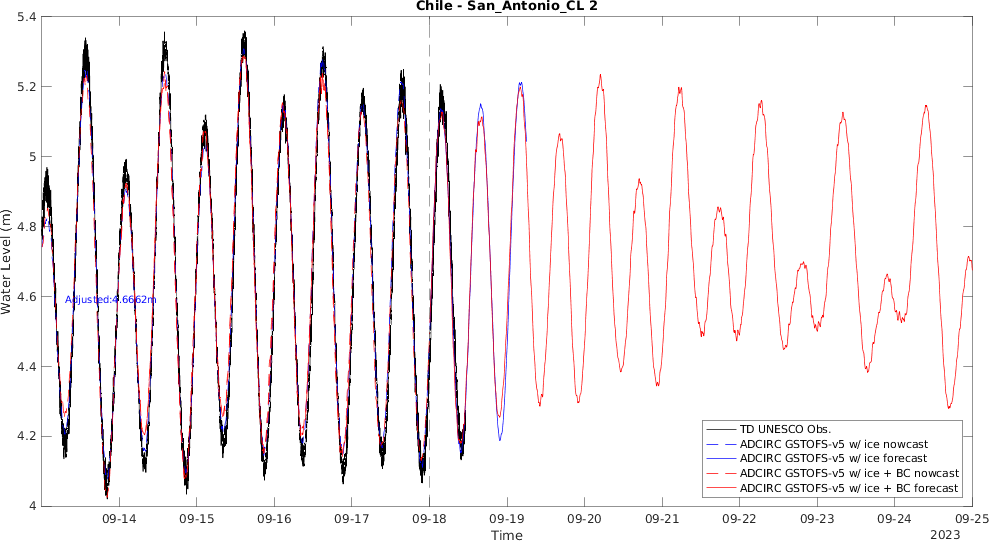 Chile - San_Antonio_CL 2
5.4
5.2
5
4.8
4.6
4.4
4.2
4
Water Level (m)
Adjusted:4.6662m
TD UNESCO Obs.
ADCIRC GSTOFS-v5 w/ ice nowcast
ADCIRC GSTOFS-v5 w/ ice forecast
ADCIRC GSTOFS-v5 w/ ice + BC nowcast
ADCIRC GSTOFS-v5 w/ ice + BC forecast
09-14 09-15 09-16 09-17 09-18 09-19 09-20 09-21 09-22 09-23 09-24 09-25
Time
2023